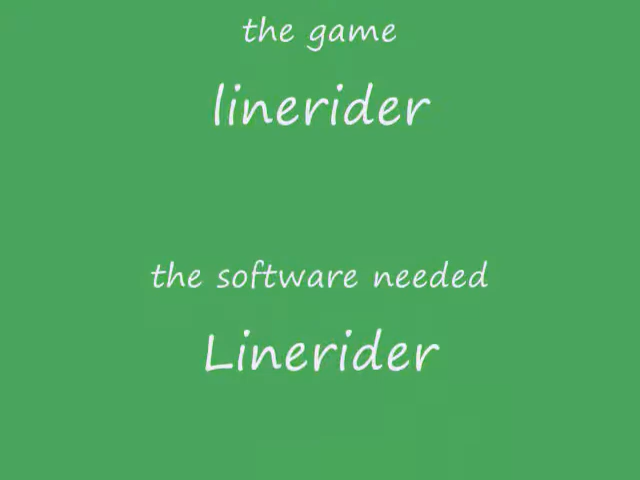 the game
linerider
the software needed
Linerider